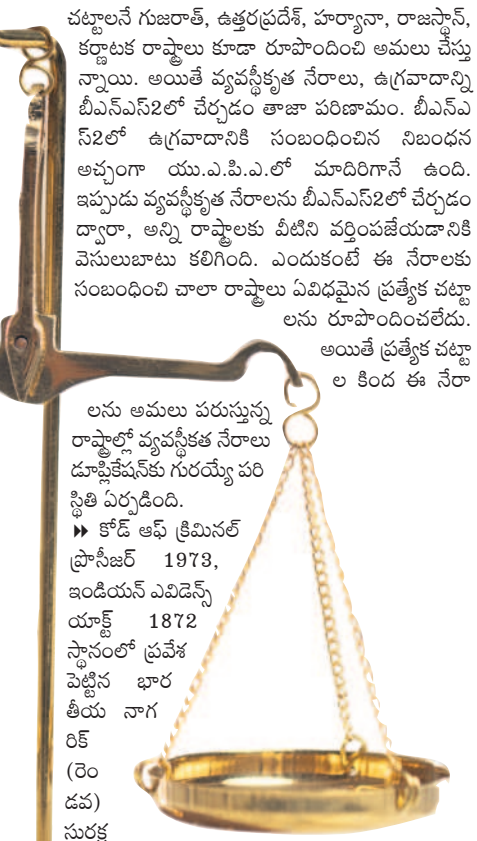 చట్టాలనే గుజరాత్, ఉత్తరప్రదేశ్, హర్యానా, రాజస్థాన్,
కర్ణాటక రాష్ట్రాలు కూడా రూపొందించి అమలు చేస్తు
న్నాయి. అయితే వ్యవస్థీకృత నేరాలు, ఉగ్రవాదాన్ని
బీఎన్ఎస్2లో చేర్చడం తాజా పరిణామం. బీఎన్ఎ
స్2లో ఉగ్రవాదానికి సంబంధించిన నిబంధన
అచ్చంగా యు.ఎ.పి.ఎ.లో మాదిరిగానే ఉంది.
ఇప్పుడు వ్యవస్థీకృత నేరాలను బీఎన్ఎస్2లో చేర్చడం
ద్వారా, అన్ని రాష్ట్రాలకు వీటిని వర్తింపజేయడానికి
వెసులుబాటు కలిగింది. ఎందుకంటే ఈ నేరాలకు
సంబంధించి చాలా రాష్ట్రాలు ఏవిధమైన ప్రత్యేక చట్టా
లను రూపొందించలేదు.
అయితే ప్రత్యేక చట్టా
ల కింద ఈ నేరా
లను అమలు పరుస్తున్న
రాష్ట్రాల్లో వ్యవస్థీకత నేరాలు
డూప్లికేషన్‌కు గురయ్యే పరి
స్థితి ఏర్పడింది.
▶▶ కోడ్ ఆఫ్ క్రిమినల్
ప్రొసీజర్ 1973,
ఇండియన్ ఎవిడెన్స్
యాక్ట్ 1872
స్థానంలో ప్రవేశ
పెట్టిన భార
తీయ నాగ
రిక్
(రెం
డవ)
సురక్ష